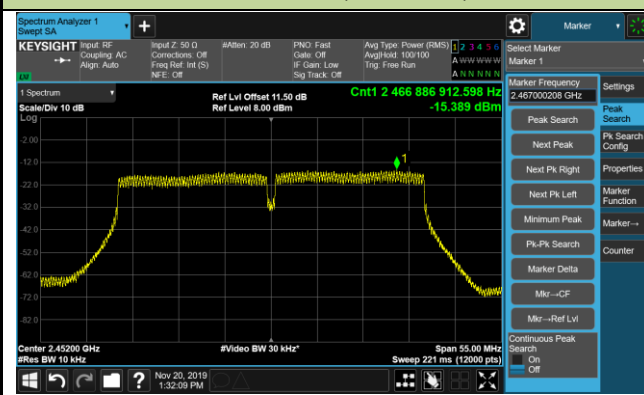 Spectrum Analyzer 1
Swept SA
+
Marker
KEYSIGHT
Input: RF
Coupling: AC
Align: Auto
Input Z: 50 Ω
Corrections: Off
Freq Ref: Int (S)
NFE: Off
#Atten: 20 dB
PNO: Fast
Gate: Off
IF Gain: Low
Sig Track: Off
Avg Type: Power (RMS)
Avg|Hold: 100/100
Trig: Free Run
1 2 3 4 5 6
A W W W W W
A N N N N N
Select Marker
Marker 1
LXI
1 Spectrum
Scale/Div 10 dB
Log
Ref Lvl Offset 11.50 dB
Ref Level 8.00 dBm
Cnt1 2 466 886 912.598 Hz
-15.389 dBm
-2.00
-12.0
-22.0
-32.0
-42.0
-52.0
-62.0
-72.0
-82.0
1
Center 2.45200 GHz
#Res BW 10 kHz
#Video BW 30 kHz*
Span 55.00 MHz
Sweep 221 ms (12000 pts)
Marker Frequency
2.467000208 GHz
Peak Search
Next Peak
Next Pk Right
Next Pk Left
Minimum Peak
Pk-Pk Search
Marker Delta
Mkr→CF
Mkr→Ref Lvl
Continuous Peak
Search
On
Off
Settings
Peak
Search
Pk Search
Config
Properties
Marker
Function
Marker→
Counter
?
Nov 20, 2019
1:32:09 PM